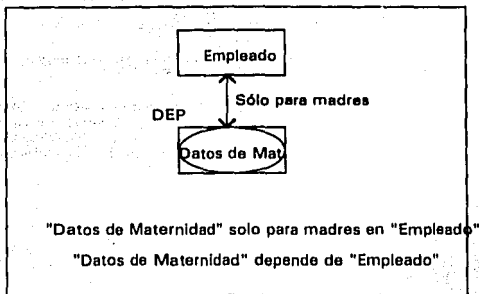 Empleado
Sólo para madres
DEP
Datos de Mat.
"Datos de Maternidad" solo para madres en "Empleado"
"Datos de Maternidad" depende de "Empleado"